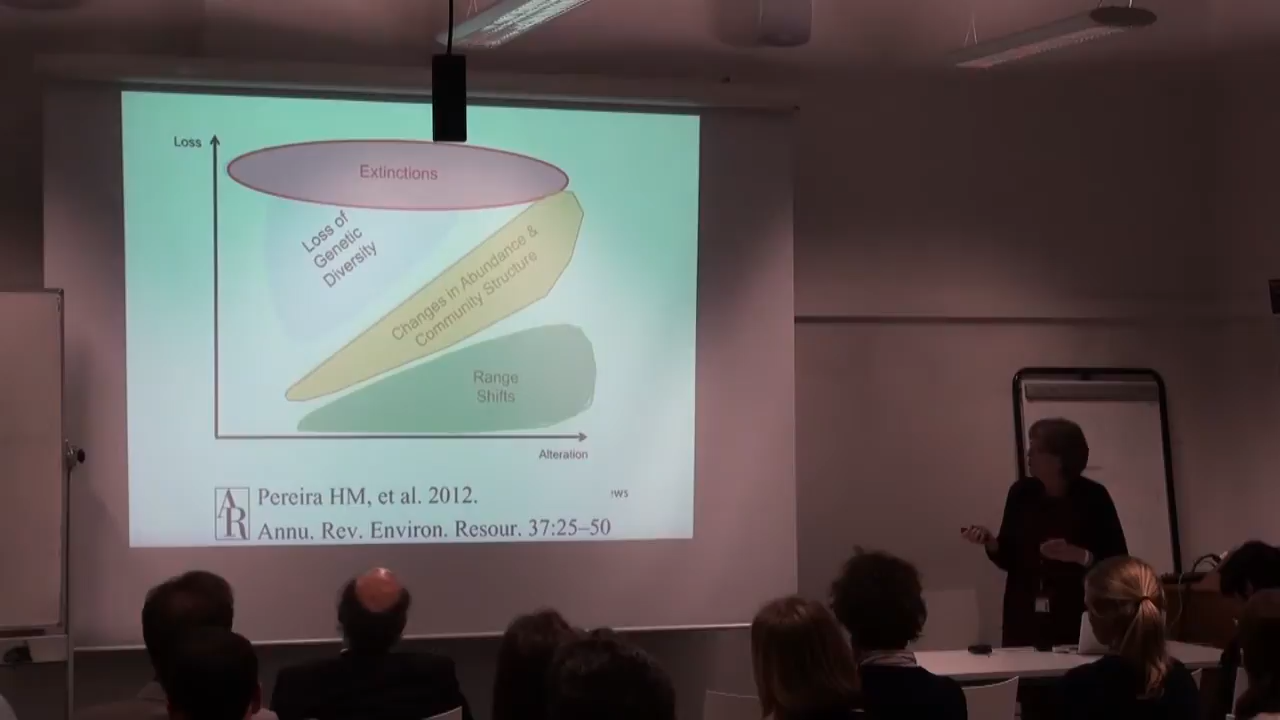 Loss
Extinctions
Loss of
Genetic
Diversity
Changes in Abundance &
Community Structure
Range
Shifts
Alteration
AR
Pereira HM, et al. 2012.
Annu. Rev. Environ. Resour. 37:25–50